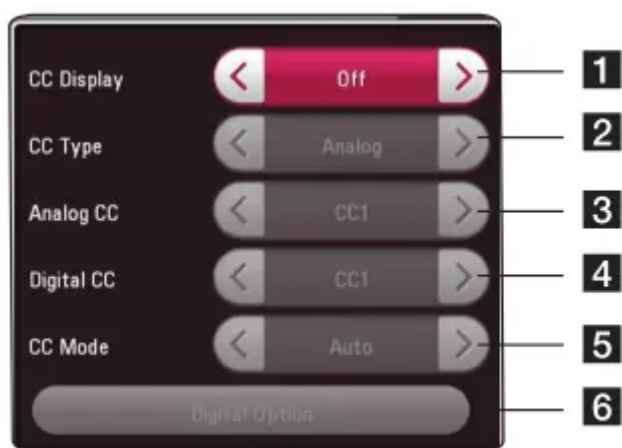 CC Display Off 1
CC Type Analog 2
Analog CC CC1 3
Digital CC CC1 4
CC Mode Auto 5
Digital Option 6